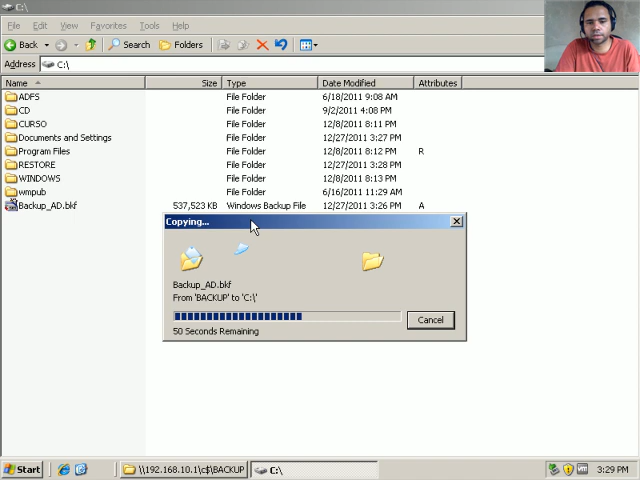 C:\
File Edit View Favorites Tools Help
Back Search Folders
Address C:\
Name Size Type Date Modified Attributes
ADFS File Folder 6/18/2011 9:08 AM
CD File Folder 9/2/2011 4:08 PM
CURSO File Folder 12/8/2011 8:11 PM
Documents and Settings File Folder 12/27/2011 3:27 PM
Program Files File Folder 12/8/2011 8:12 PM R
RESTORE File Folder 12/27/2011 3:28 PM
WINDOWS File Folder 12/8/2011 8:13 PM
wmpub File Folder 6/16/2011 11:29 AM
Backup_AD.bkf 537,523 KB Windows Backup File 12/27/2011 3:26 PM A
Copying...
Backup_AD.bkf
From 'BACKUP' to 'C:\'
Cancel
50 Seconds Remaining
Start \\192.168.10.1\c$\BACKUP C:\ 3:29 PM